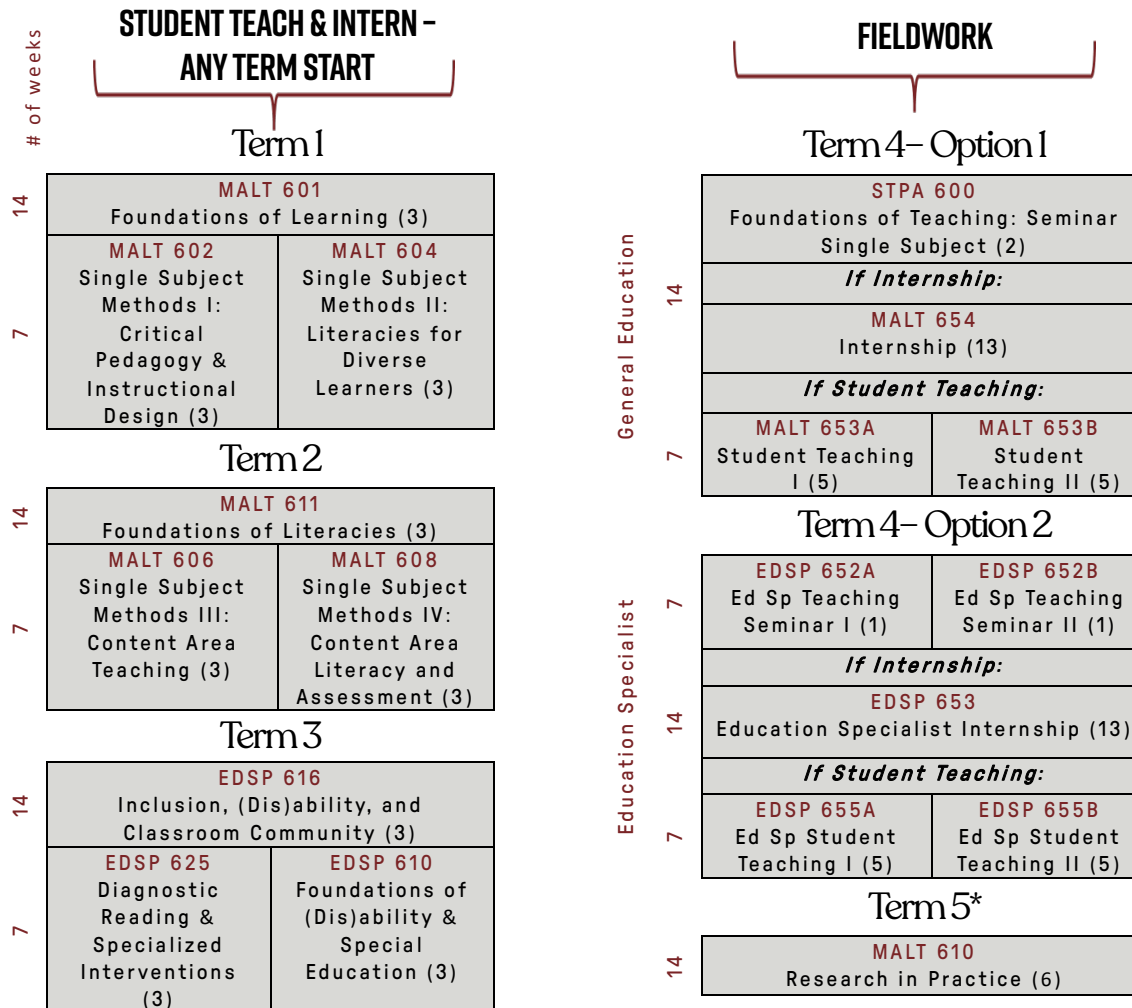 # of weeks
STUDENT TEACH & INTERN –
ANY TERM START
Term 1
14
MALT 601
Foundations of Learning (3)
7
MALT 602
Single Subject
Methods I:
Critical
Pedagogy &
Instructional
Design (3)
MALT 604
Single Subject
Methods II:
Literacies for
Diverse
Learners (3)
Term 2
14
MALT 611
Foundations of Literacies (3)
7
MALT 606
Single Subject
Methods III:
Content Area
Teaching (3)
MALT 608
Single Subject
Methods IV:
Content Area
Literacy and
Assessment (3)
Term 3
14
EDSP 616
Inclusion, (Dis)ability, and
Classroom Community (3)
7
EDSP 625
Diagnostic
Reading &
Specialized
Interventions
(3)
EDSP 610
Foundations of
(Dis)ability &
Special
Education (3)
FIELDWORK
Term 4– Option 1
General Education
14
STPA 600
Foundations of Teaching: Seminar
Single Subject (2)
If Internship:
MALT 654
Internship (13)
If Student Teaching:
7
MALT 653A
Student Teaching
I (5)
MALT 653B
Student
Teaching II (5)
Term 4– Option 2
Education Specialist
7
EDSP 652A
Ed Sp Teaching
Seminar I (1)
EDSP 652B
Ed Sp Teaching
Seminar II (1)
If Internship:
14
EDSP 653
Education Specialist Internship (13)
If Student Teaching:
7
EDSP 655A
Ed Sp Student
Teaching I (5)
EDSP 655B
Ed Sp Student
Teaching II (5)
Term 5*
14
MALT 610
Research in Practice (6)